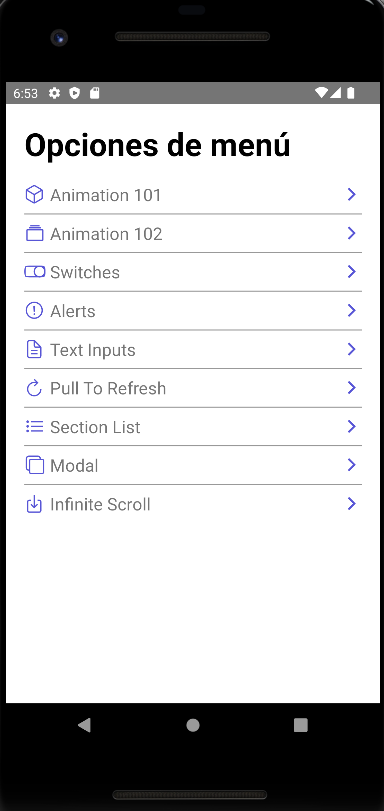 6:53
Opciones de menú
Animation 101
Animation 102
Switches
Alerts
Text Inputs
Pull To Refresh
Section List
Modal
Infinite Scroll